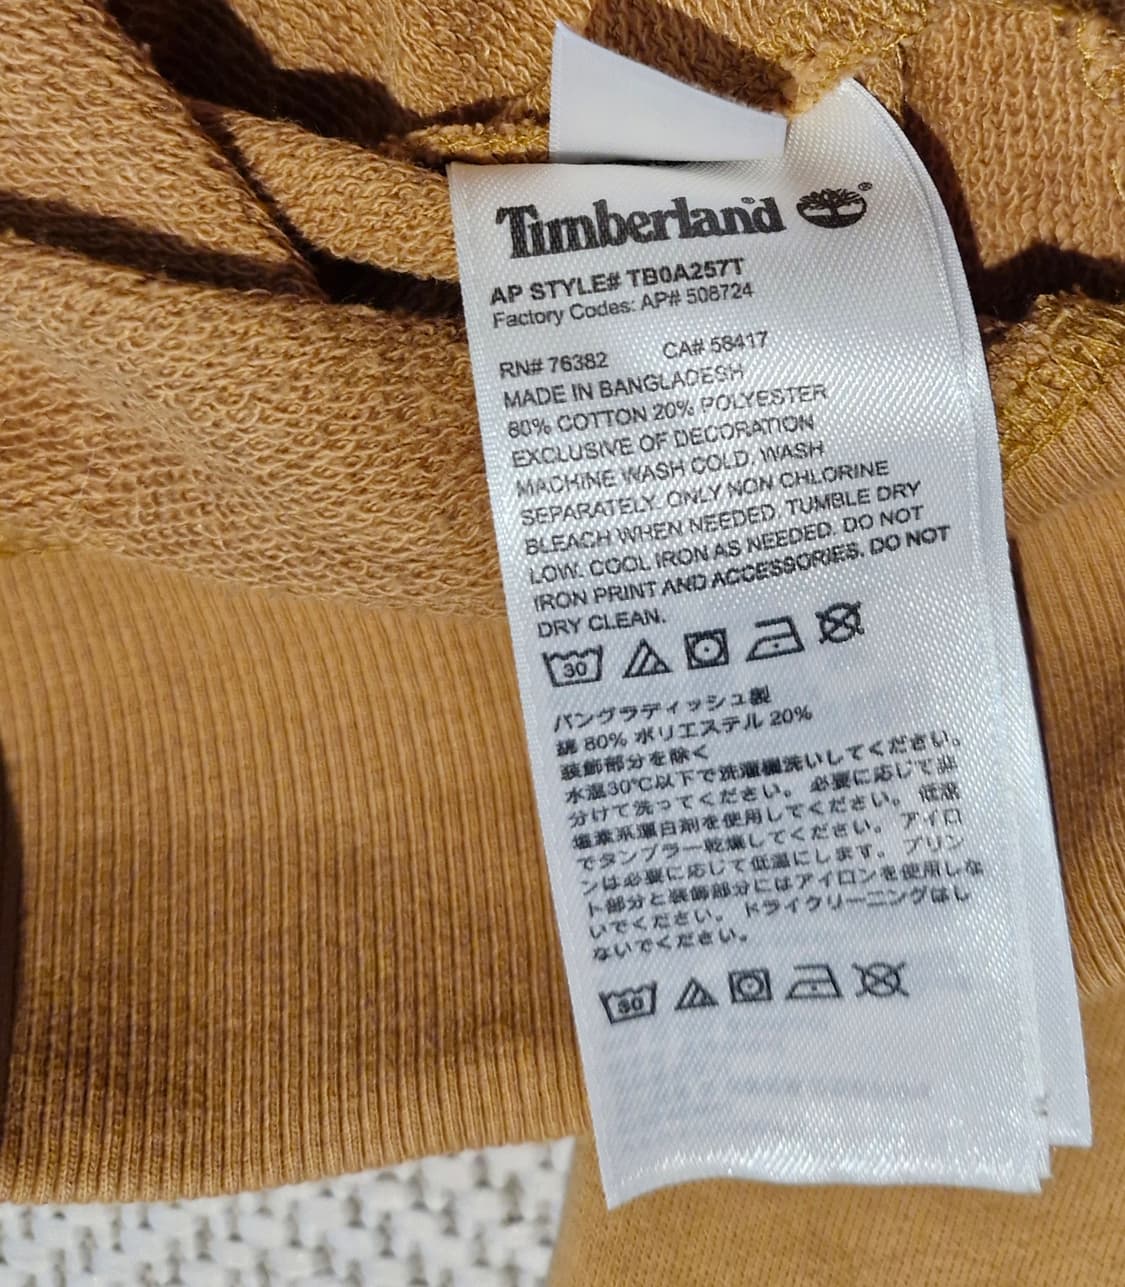 Timberland ®
AP STYLE# TB0A257T
Factory Codes: AP# 508724
RN# 76382 CA# 58417
MADE IN BANGLADESH
80% COTTON 20% POLYESTER
EXCLUSIVE OF DECORATION
MACHINE WASH COLD. WASH
SEPARATELY. ONLY NON CHLORINE
BLEACH WHEN NEEDED. TUMBLE DRY
LOW. COOL IRON AS NEEDED. DO NOT
IRON PRINT AND ACCESSORIES. DO NOT
DRY CLEAN.
30
バングラディッシュ製
綿 80% ポリエステル 20%
装飾部分を除く
水温30℃以下で洗濯機洗いしてください。
分けて洗ってください。 必要に応じて非
塩素系漂白剤を使用してください。 低温
でタンブラー乾燥してください。 アイロ
ンは必要に応じて低温にします。 プリン
ト部分と装飾部分にはアイロンを使用しな
いでください。 ドライクリーニングはし
ないでください。
30